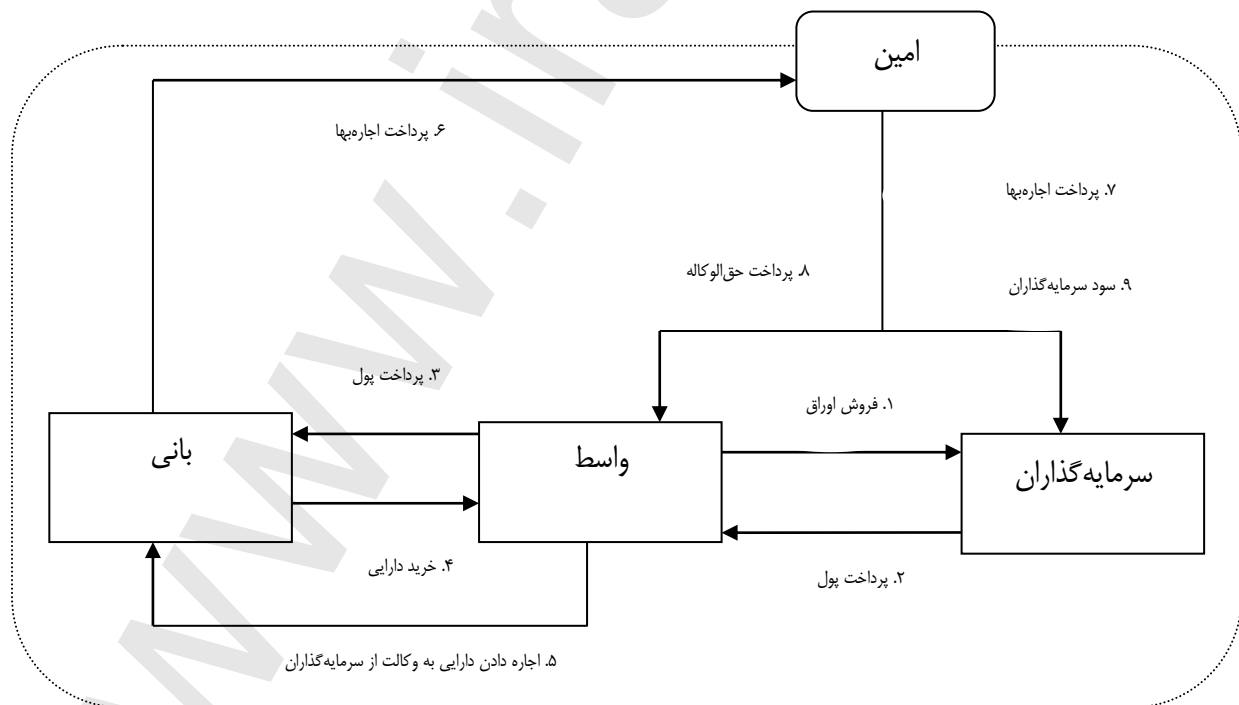 امین
۶. پرداخت اجاره‌بها
۷. پرداخت اجاره‌بها
۸. پرداخت حق‌الوکاله
۹. سود سرمایه‌گذاران
۳. پرداخت پول
۱. فروش اوراق
بانی
واسط
سرمایه‌گذاران
۴. خرید دارایی
۲. پرداخت پول
۵. اجاره دادن دارایی به وکالت از سرمایه‌گذاران
www.ir